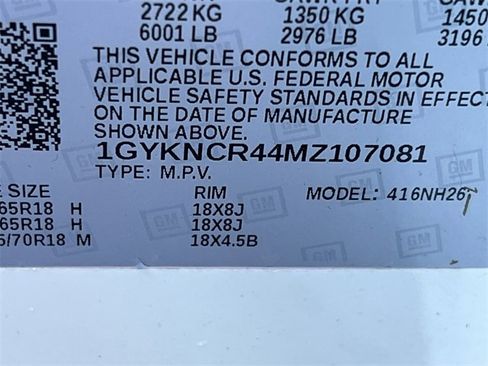 2722 KG 1350 KG 1450
6001 LB 2976 LB 3196
THIS VEHICLE CONFORMS TO ALL
APPLICABLE U.S. FEDERAL MOTOR
VEHICLE SAFETY STANDARDS IN EFFECT
ON THE DATE OF MANUFACTURE
SHOWN ABOVE.
1GYKNCR44MZ107081
TYPE: M.P.V. MODEL: 416NH26
E SIZE RIM
65R18 H 18X8J
65R18 H 18X8J
5/70R18 M 18X4.5B
GM